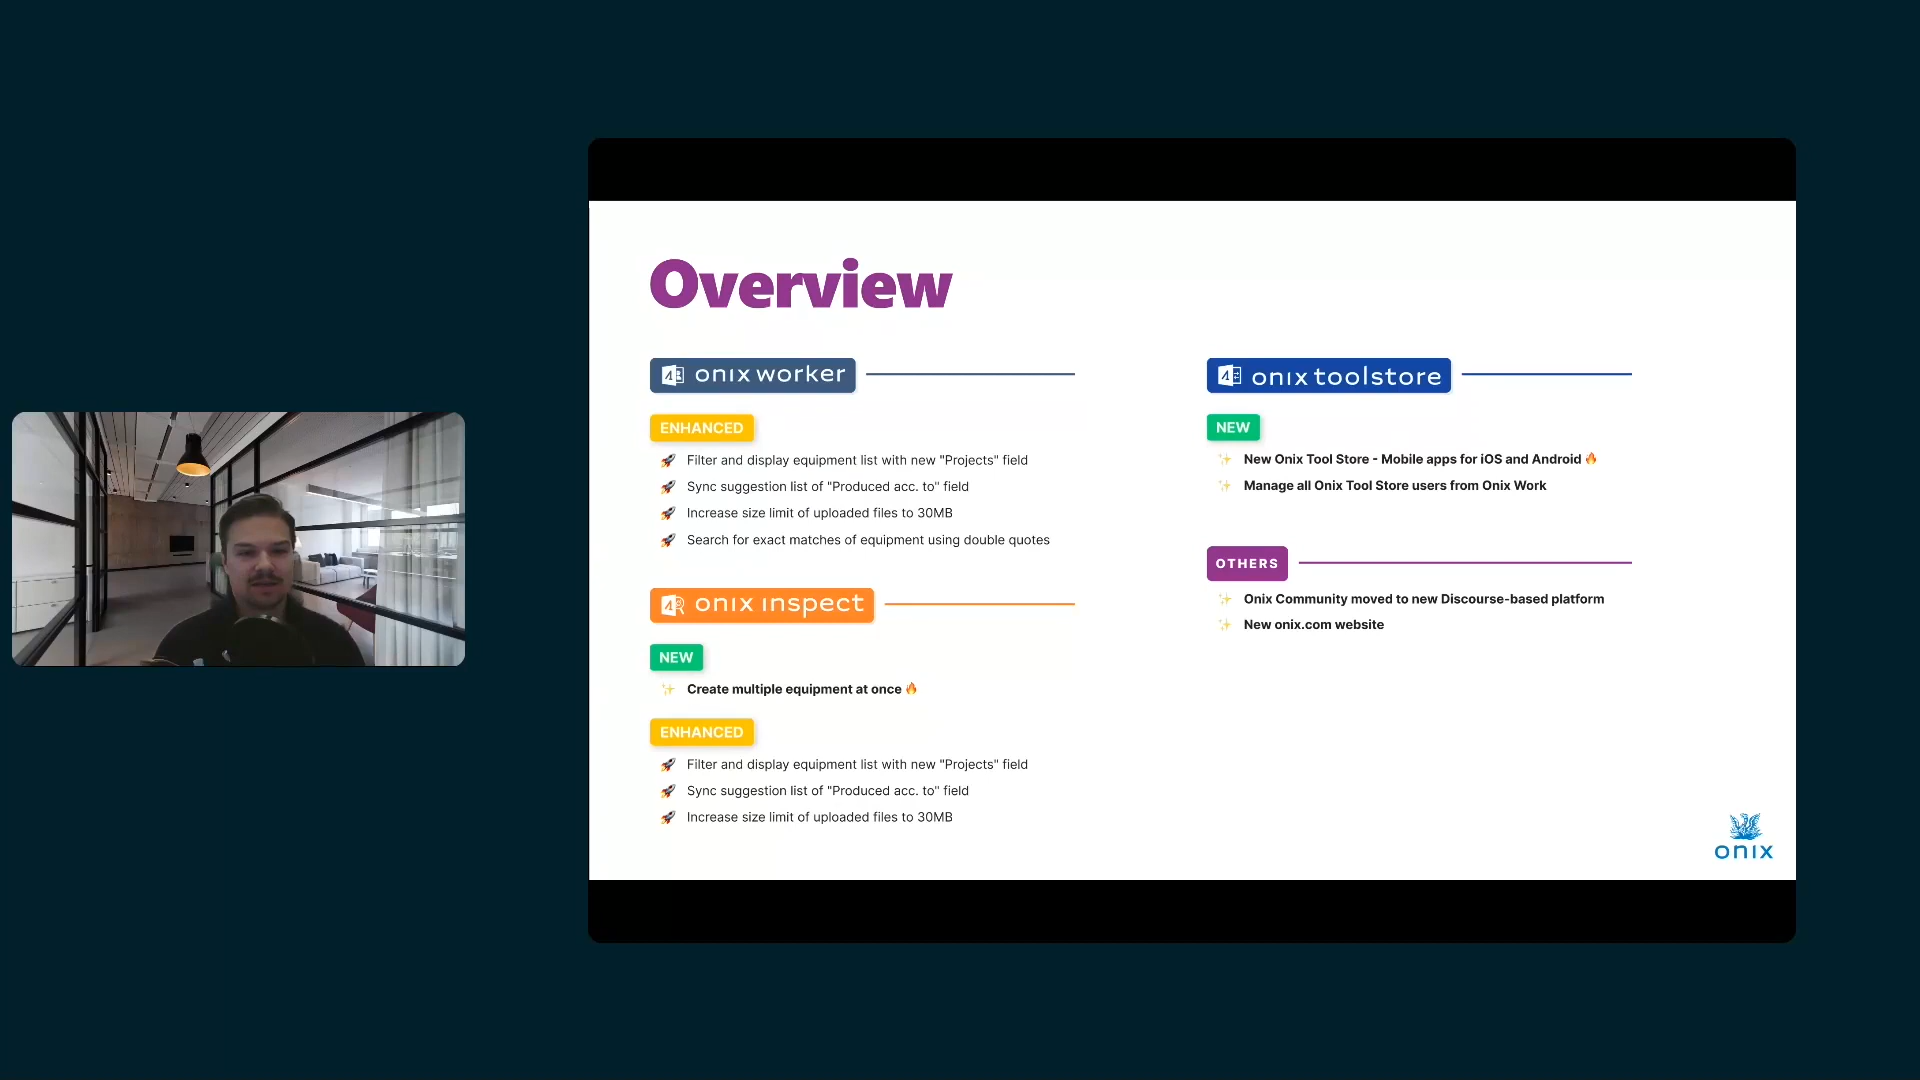 Overview
onix worker
ENHANCED
Filter and display equipment list with new "Projects" field
Sync suggestion list of "Produced acc. to" field
Increase size limit of uploaded files to 30MB
Search for exact matches of equipment using double quotes
onix inspect
NEW
Create multiple equipment at once
ENHANCED
Filter and display equipment list with new "Projects" field
Sync suggestion list of "Produced acc. to" field
Increase size limit of uploaded files to 30MB
onix toolstore
NEW
New Onix Tool Store - Mobile apps for iOS and Android
Manage all Onix Tool Store users from Onix Work
OTHERS
Onix Community moved to new Discourse-based platform
New onix.com website
onix